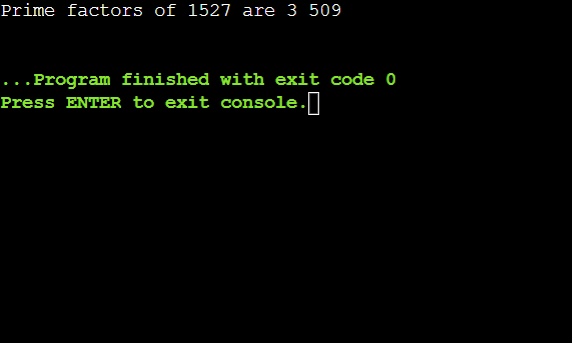 Prime factors of 1527 are 3 509
...Program finished with exit code 0
Press ENTER to exit console.